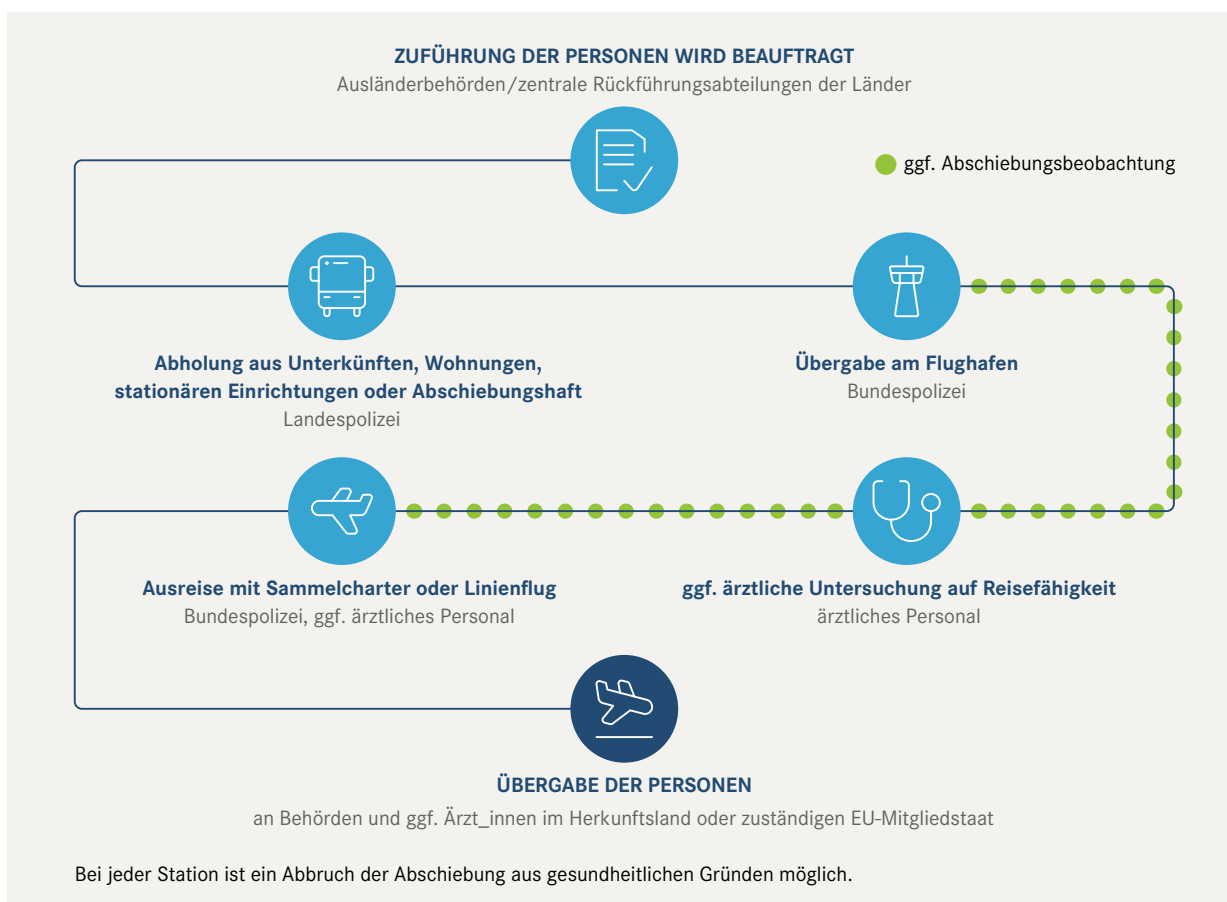 ZUFÜHRUNG DER PERSONEN WIRD BEAUFTRAGT
Ausländerbehörden/zentrale Rückführungsabteilungen der Länder
ggf. Abschiebungsbeobachtung
Abholung aus Unterkünften, Wohnungen,
stationären Einrichtungen oder Abschiebungshaft
Landespolizei
Übergabe am Flughafen
Bundespolizei
ggf. ärztliche Untersuchung auf Reisefähigkeit
ärztliches Personal
Ausreise mit Sammelcharter oder Linienflug
Bundespolizei, ggf. ärztliches Personal
ÜBERGABE DER PERSONEN
an Behörden und ggf. Ärzt_innen im Herkunftsland oder zuständigen EU-Mitgliedstaat
Bei jeder Station ist ein Abbruch der Abschiebung aus gesundheitlichen Gründen möglich.